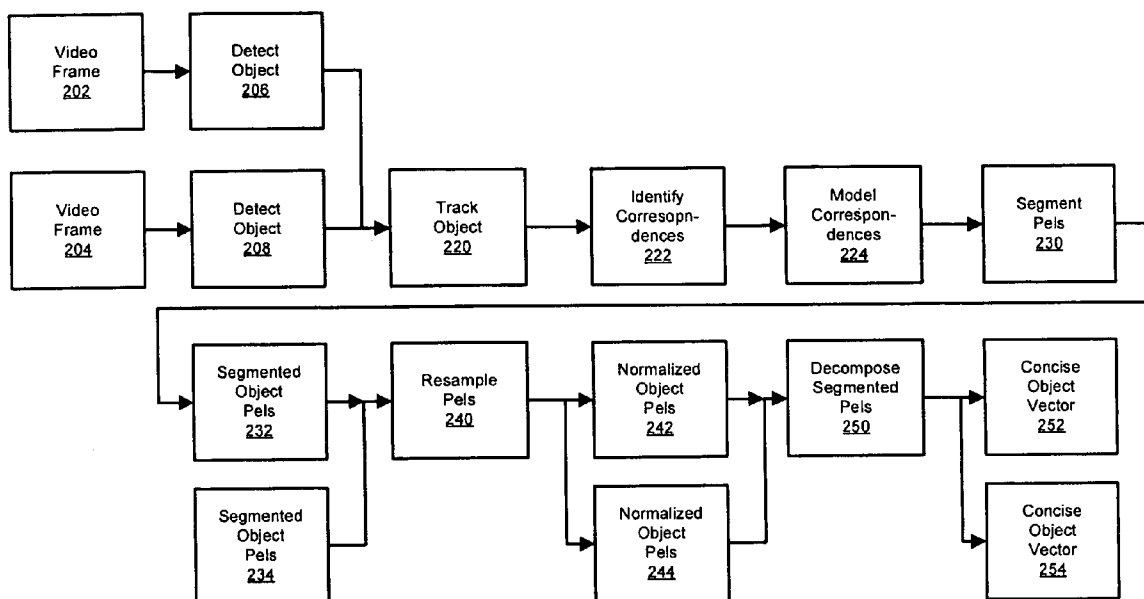 Video
Frame
202
Detect
Object
206
Video
Frame
204
Detect
Object
208
Track
Object
220
Identify
Corresopn-
dences
222
Model
Correspon-
dences
224
Segment
Pels
230
Segmented
Object
Pels
232
Resample
Pels
240
Normalized
Object
Pels
242
Decompose
Segmented
Pels
250
Concise
Object
Vector
252
Segmented
Object
Pels
234
Normalized
Object
Pels
244
Concise
Object
Vector
254